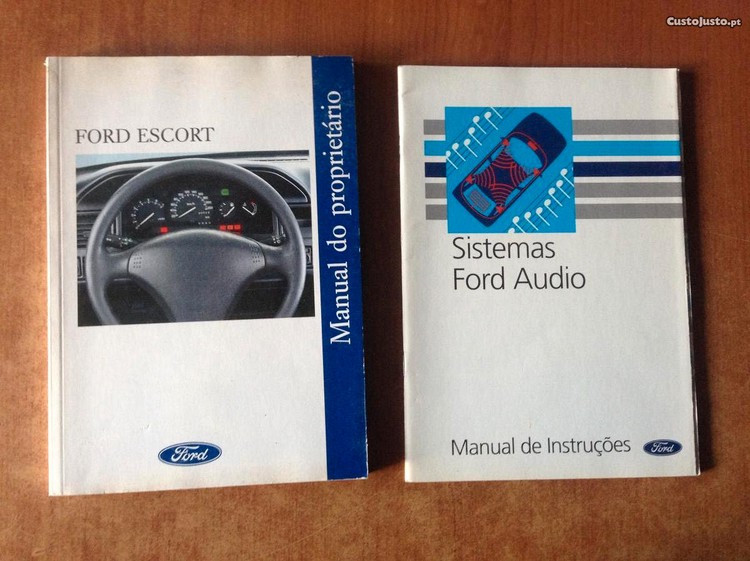 CustoJusto.pt
FORD ESCORT
Manual do proprietário
Ford
Sistemas
Ford Audio
Manual de Instruções
Ford